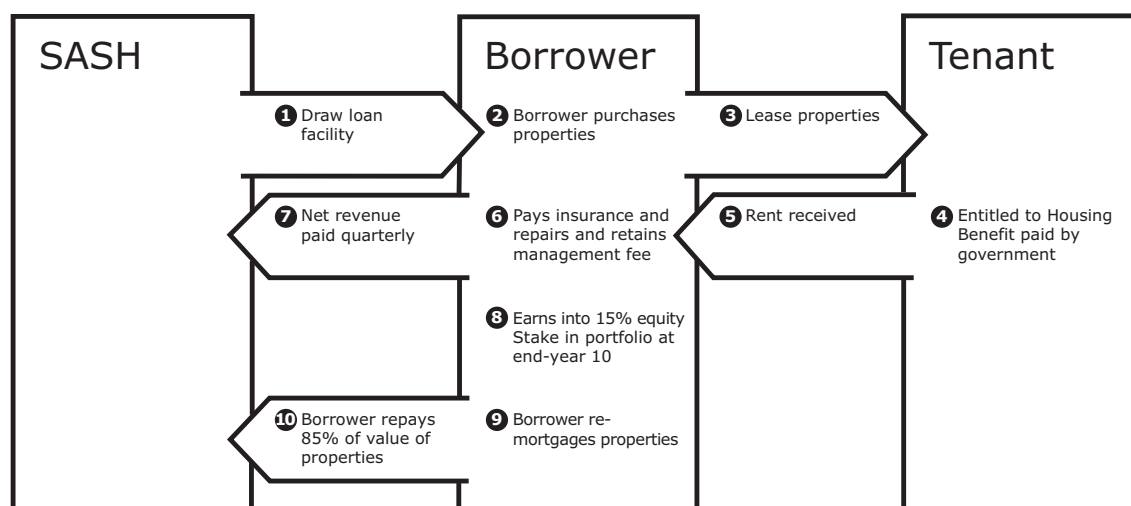 SASH
Borrower
Tenant
1 Draw loan
facility
2 Borrower purchases
properties
3 Lease properties
7 Net revenue
paid quarterly
6 Pays insurance and
repairs and retains
management fee
5 Rent received
4 Entitled to Housing
Benefit paid by
government
8 Earns into 15% equity
Stake in portfolio at
end-year 10
10 Borrower repays
85% of value of
properties
9 Borrower re-
mortgages properties